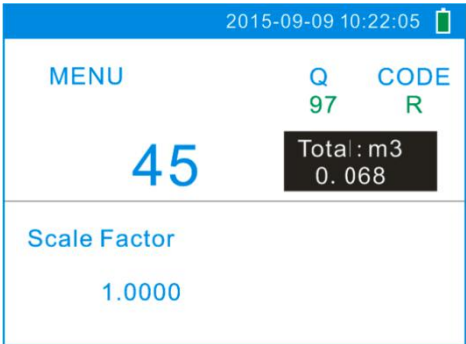 2015-09-09 10:22:05
MENU Q CODE
97 R
45 Total: m3
0.068
Scale Factor
1.0000